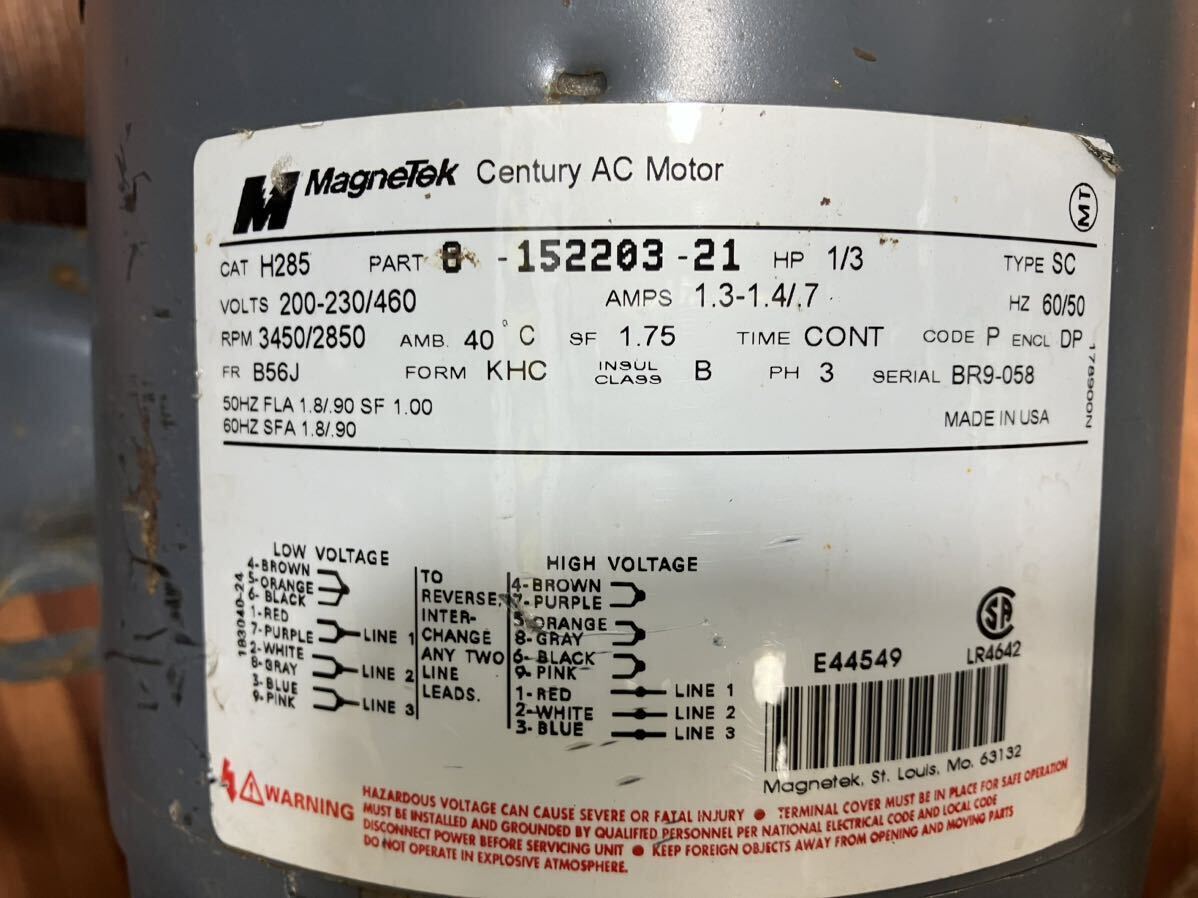 MagneTek Century AC Motor
MT
CAT H285 PART 8 -152203-21 HP 1/3 TYPE SC
VOLTS 200-230/460 AMPS 1.3-1.4/.7 HZ 60/50
RPM 3450/2850 AMB. 40°C SF 1.75 TIME CONT CODE P ENCL DP
FR B56J FORM KHC INSUL CLASS B PH 3 SERIAL BR9-058
50HZ FLA 1.8/.90 SF 1.00
60HZ SFA 1.8/.90
MADE IN USA
178900N
183040-24
LOW VOLTAGE
4-BROWN
5-ORANGE
6-BLACK
1-RED
7-PURPLE LINE 1
2-WHITE
8-GRAY LINE 2
3-BLUE
9-PINK LINE 3
TO
REVERSE,
INTER-
CHANGE
ANY TWO
LINE
LEADS.
HIGH VOLTAGE
4-BROWN
7-PURPLE
5-ORANGE
8-GRAY
6-BLACK
9-PINK
1-RED LINE 1
2-WHITE LINE 2
3-BLUE LINE 3
SA
E44549 LR4642
Magnetek, St. Louis, Mo. 63132
WARNING
HAZARDOUS VOLTAGE CAN CAUSE SEVERE OR FATAL INJURY ● TERMINAL COVER MUST BE IN PLACE FOR SAFE OPERATION
MUST BE INSTALLED AND GROUNDED BY QUALIFIED PERSONNEL PER NATIONAL ELECTRICAL CODE AND LOCAL CODE
DISCONNECT POWER BEFORE SERVICING UNIT ● KEEP FOREIGN OBJECTS AWAY FROM OPENING AND MOVING PARTS
DO NOT OPERATE IN EXPLOSIVE ATMOSPHERE.